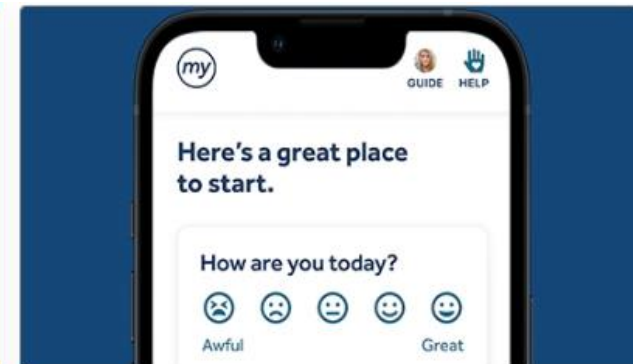 my
GUIDE HELP
Here's a great place
to start.
How are you today?
Awful Great